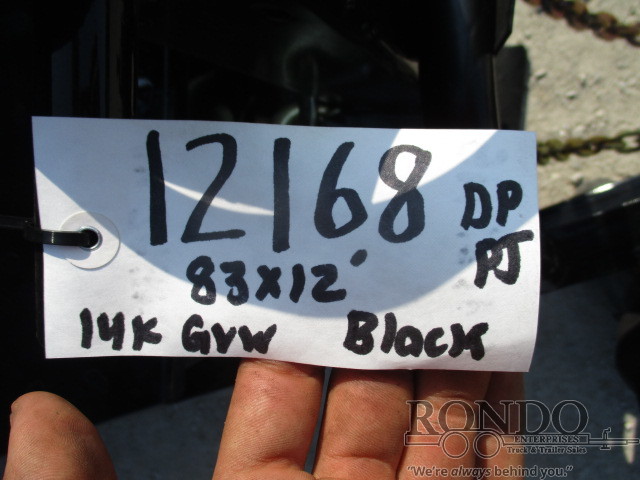 12168
DP
PJ
83x12'
14K GVW Black
RONDO
ENTERPRISES
Truck & Trailer Sales
"We're always behind you."